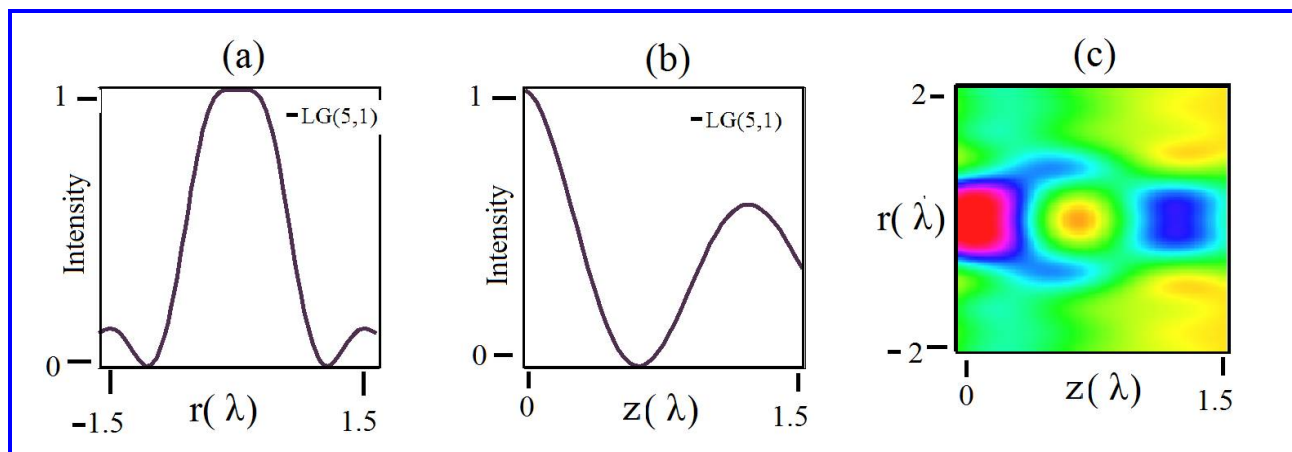 (a)
1
-LG(5,1)
Intensity
0
-1.5
r( λ)
1.5
(b)
1
-LG(5,1)
Intensity
0
0
z( λ)
1.5
(c)
2
r( λ)
-2
0
z( λ)
1.5